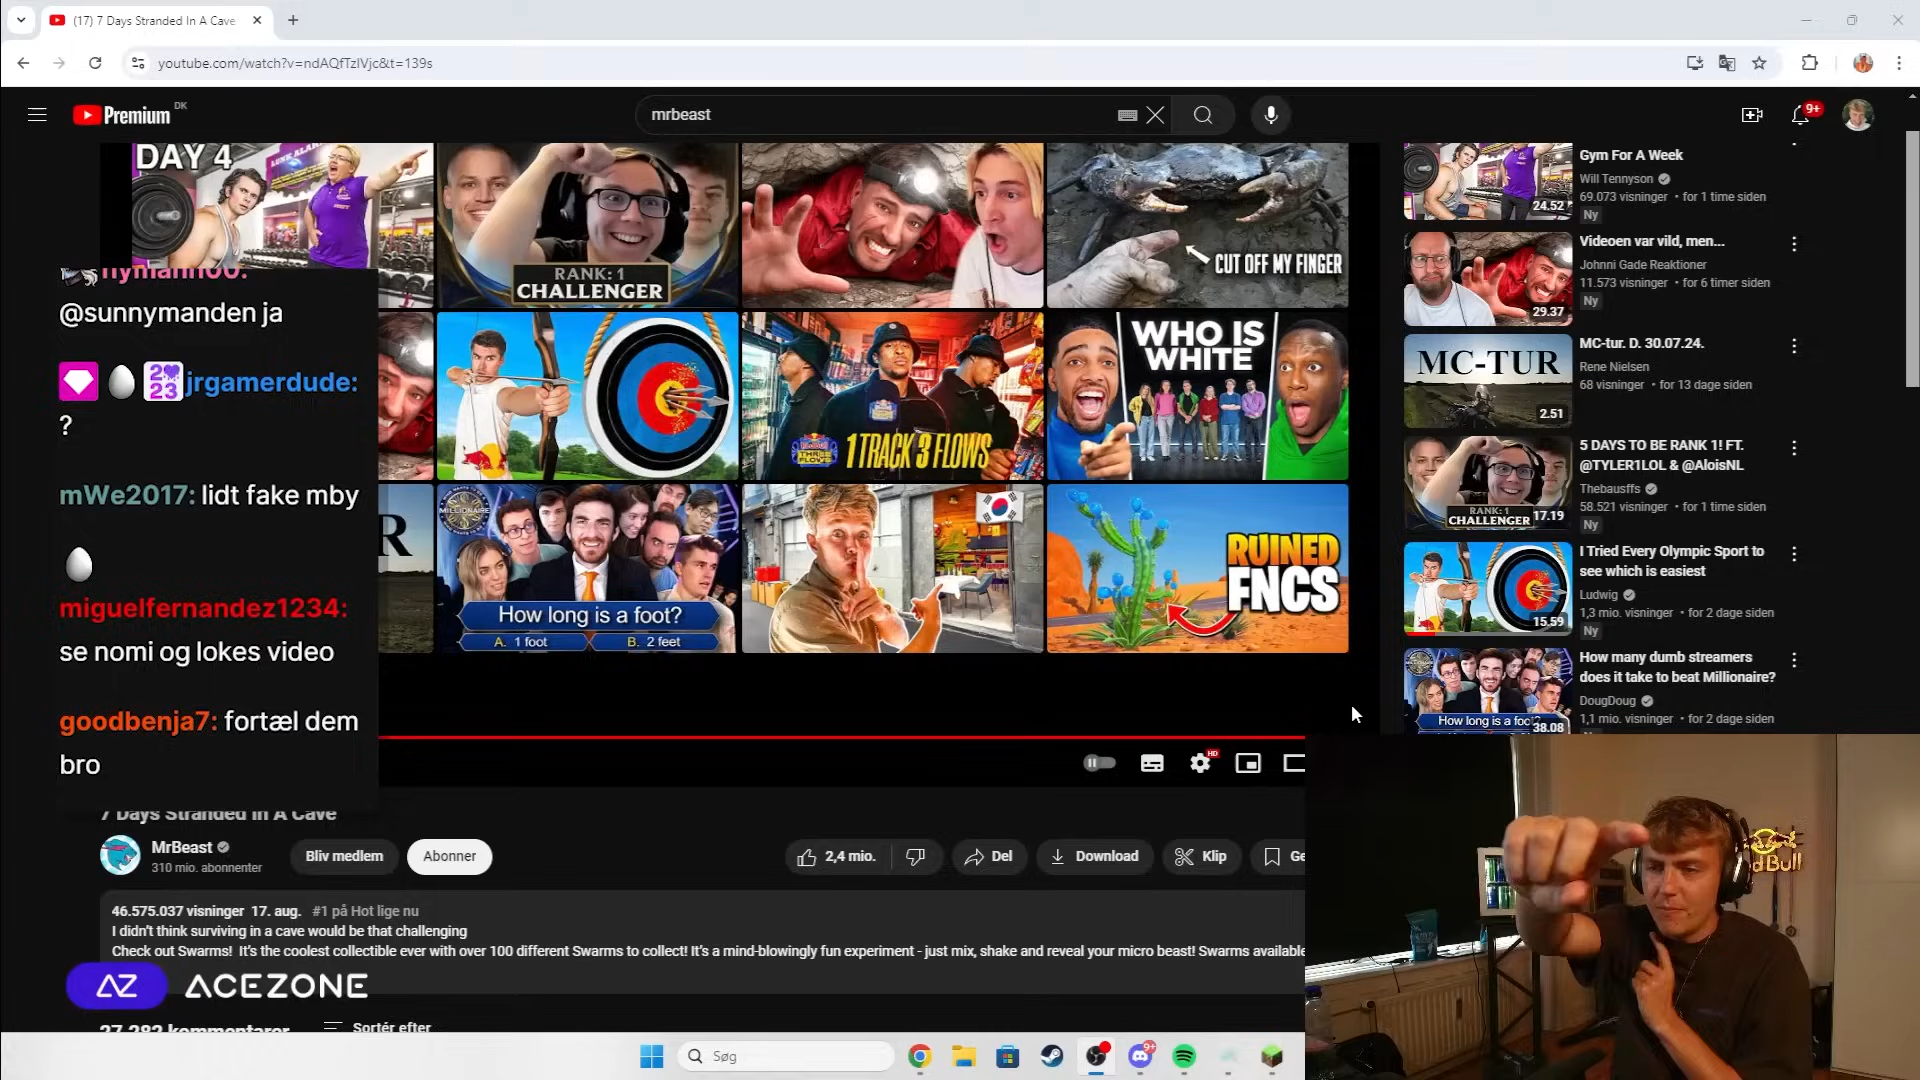 (17) 7 Days Stranded In A Cave
youtube.com/watch?v=ndAQfTzlVjc&t=139s
Premium DK
mrbeast
9+
DAY 4
RANK: 1
CHALLENGER
CUT OFF MY FINGER
@sunnymanden ja
jrgamerdude:
?
mWe2017: lidt fake mby
miguelfernandez1234:
se nomi og lokes video
goodbenja7: fortæl dem
bro
1 TRACK 3 FLOWS
WHO IS
WHITE
MILLIONAIRE
How long is a foot?
A. 1 foot
B. 2 feet
RUINED
FNCS
Gym For A Week
Will Tennyson
69.073 visninger • for 1 time siden
Ny
24.52
Videoen var vild, men...
Johnni Gade Reaktioner
11.573 visninger • for 6 timer siden
Ny
29.37
MC-TUR
2.51
MC-tur. D. 30.07.24.
Rene Nielsen
68 visninger • for 13 dage siden
5 DAYS TO BE RANK 1! FT.
@TYLER1LOL & @AloisNL
Thebausffs
58.521 visninger • for 1 time siden
Ny
RANK: 1
CHALLENGER
17.19
I Tried Every Olympic Sport to
see which is easiest
Ludwig
1,3 mio. visninger • for 2 dage siden
Ny
15.59
How many dumb streamers
does it take to beat Millionaire?
DougDoug
1,1 mio. visninger • for 2 dage siden
How long is a foot?
38.08
HD
7 Days Stranded In A Cave
MrBeast
310 mio. abonnenter
Bliv medlem
Abonner
2,4 mio.
Del
Download
Klip
Ge
46.575.037 visninger 17. aug. #1 på Hot lige nu
I didn't think surviving in a cave would be that challenging
Check out Swarms! It's the coolest collectible ever with over 100 different Swarms to collect! It's a mind-blowingly fun experiment - just mix, shake and reveal your micro beast! Swarms available
AZ ACEZONE
27.282 kommentarer
Sortér efter
Søg
9+
dBull